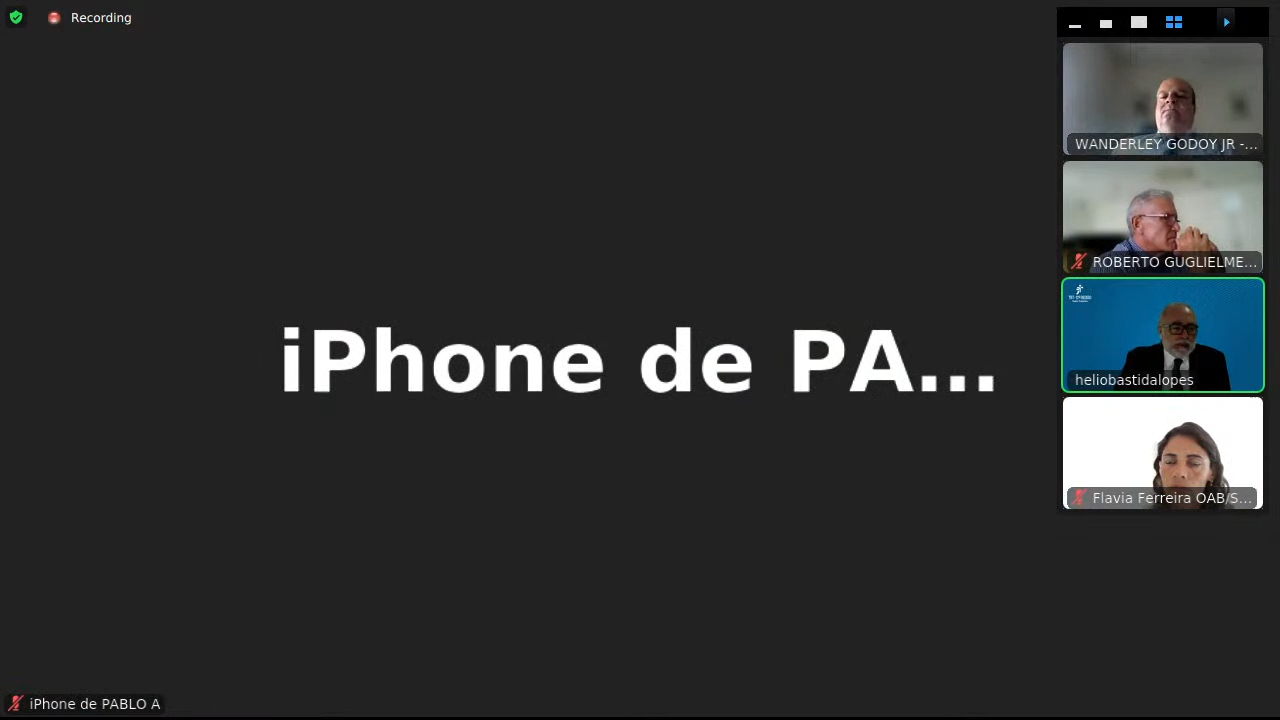 Recording
WANDERLEY GODOY JR -...
ROBERTO GUGLIELME...
heliobastidalopes
Flavia Ferreira OAB/S...
iPhone de PA...
iPhone de PABLO A